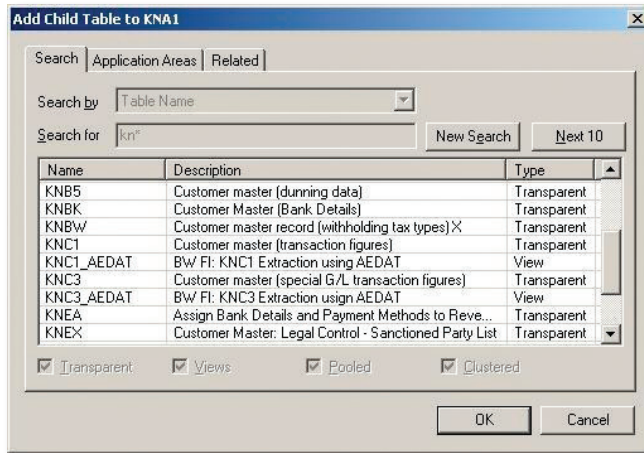 Add Child Table to KNA1
Search Application Areas Related
Search by Table Name
Search for kn* New Search Next 10
Name Description Type
KNB5 Customer master (dunning data) Transparent
KNBK Customer Master (Bank Details) Transparent
KNBW Customer master record (withholding tax types) X Transparent
KNC1 Customer master (transaction figures) Transparent
KNC1_AEDAT BW FI: KNC1 Extraction using AEDAT View
KNC3 Customer master (special G/L transaction figures) Transparent
KNC3_AEDAT BW FI: KNC3 Extraction usign AEDAT View
KNEA Assign Bank Details and Payment Methods to Reve... Transparent
KNEX Customer Master: Legal Control - Sanctioned Party List Transparent
Transparent Views Pooled Clustered
OK Cancel